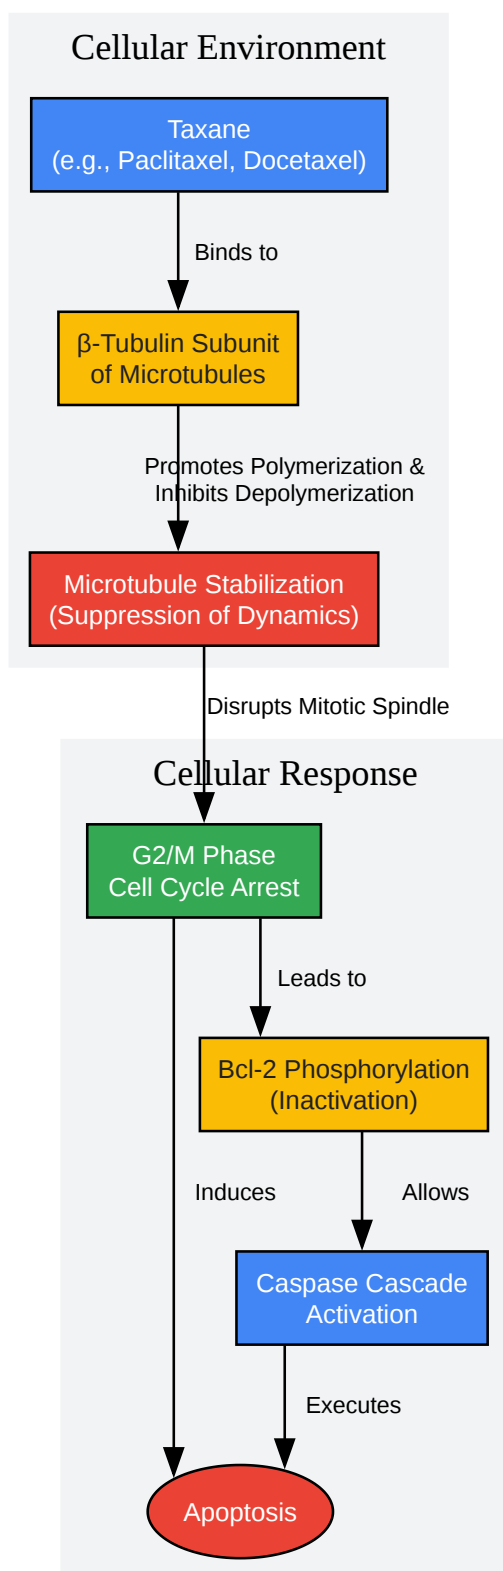 Cellular Environment
Taxane
(e.g., Paclitaxel, Docetaxel)
Binds to
β-Tubulin Subunit
of Microtubules
Promotes Polymerization &
Inhibits Depolymerization
Microtubule Stabilization
(Suppression of Dynamics)
Disrupts Mitotic Spindle
Cellular Response
G2/M Phase
Cell Cycle Arrest
Leads to
Bcl-2 Phosphorylation
(Inactivation)
Induces
Allows
Caspase Cascade
Activation
Executes
Apoptosis